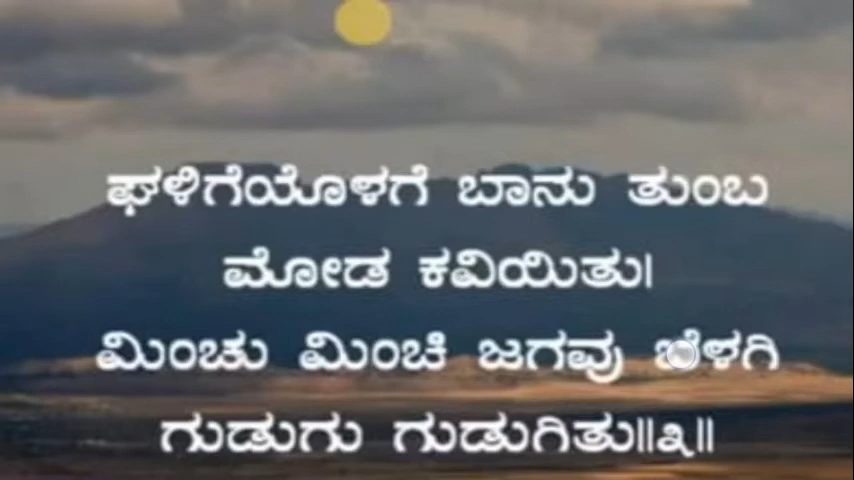 ಘಳಿಗೆಯೊಳಗೆ ಬಾನು ತುಂಬ
ಮೋಡ ಕವಿಯಿತು।
ಮಿಂಚು ಮಿಂಚಿ ಜಗವು ಬೆಳಗಿ
ಗುಡುಗು ಗುಡುಗಿತು॥೩॥